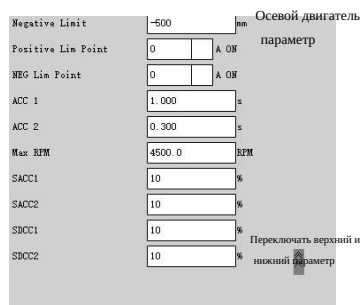 Negative Limit -500 mm
Осевой двигатель
параметр
Positive Lim Point 0 A ON
NEG Lim Point 0 A ON
ACC 1 1.000 s
ACC 2 0.300 s
Max RPM 4500.0 RPM
SACC1 10 %
SACC2 10 %
SDCC1 10 %
Переключать верхний и
нижний параметр
SDCC2 10 %